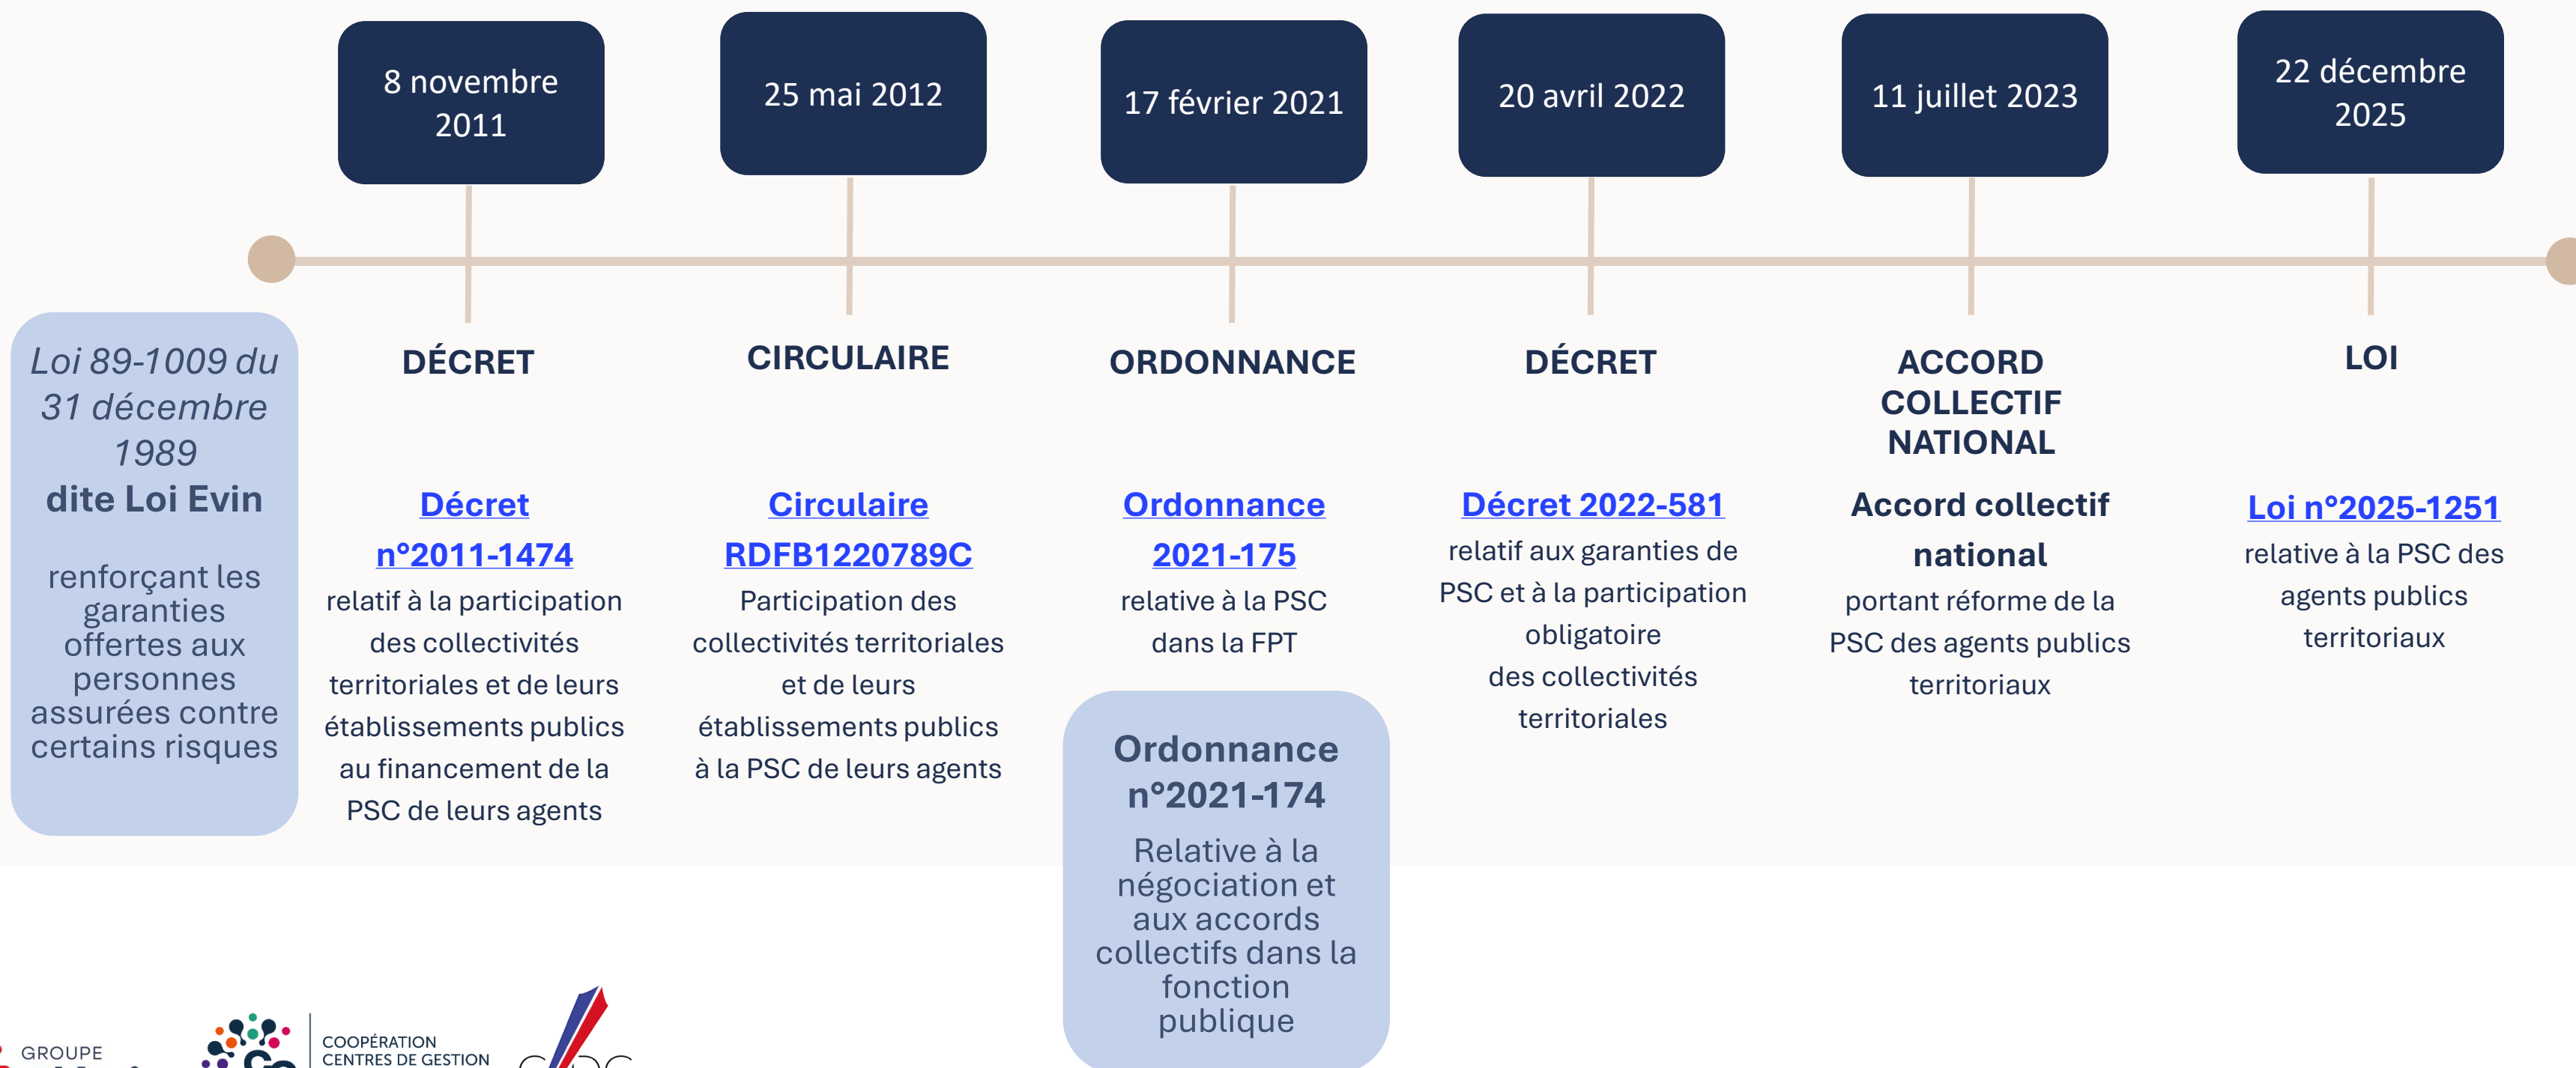 8 novembre
2011
25 mai 2012
17 février 2021
20 avril 2022
11 juillet 2023
22 décembre
2025
Loi 89-1009 du
31 décembre
1989
dite Loi Evin
renforçant les
garanties
offertes aux
personnes
assurées contre
certains risques
DÉCRET
Décret
n°2011-1474
relatif à la participation
des collectivités
territoriales et de leurs
établissements publics
au financement de la
PSC de leurs agents
CIRCULAIRE
Circulaire
RDFB1220789C
Participation des
collectivités territoriales
et de leurs
établissements publics
à la PSC de leurs agents
ORDONNANCE
Ordonnance
2021-175
relative à la PSC
dans la FPT
Ordonnance
n°2021-174
Relative à la
négociation et
aux accords
collectifs dans la
fonction
publique
DÉCRET
Décret 2022-581
relatif aux garanties de
PSC et à la participation
obligatoire
des collectivités
territoriales
ACCORD
COLLECTIF
NATIONAL
Accord collectif
national
portant réforme de la
PSC des agents publics
territoriaux
LOI
Loi n°2025-1251
relative à la PSC des
agents publics
territoriaux
GROUPE
COOPÉRATION
CENTRES DE GESTION